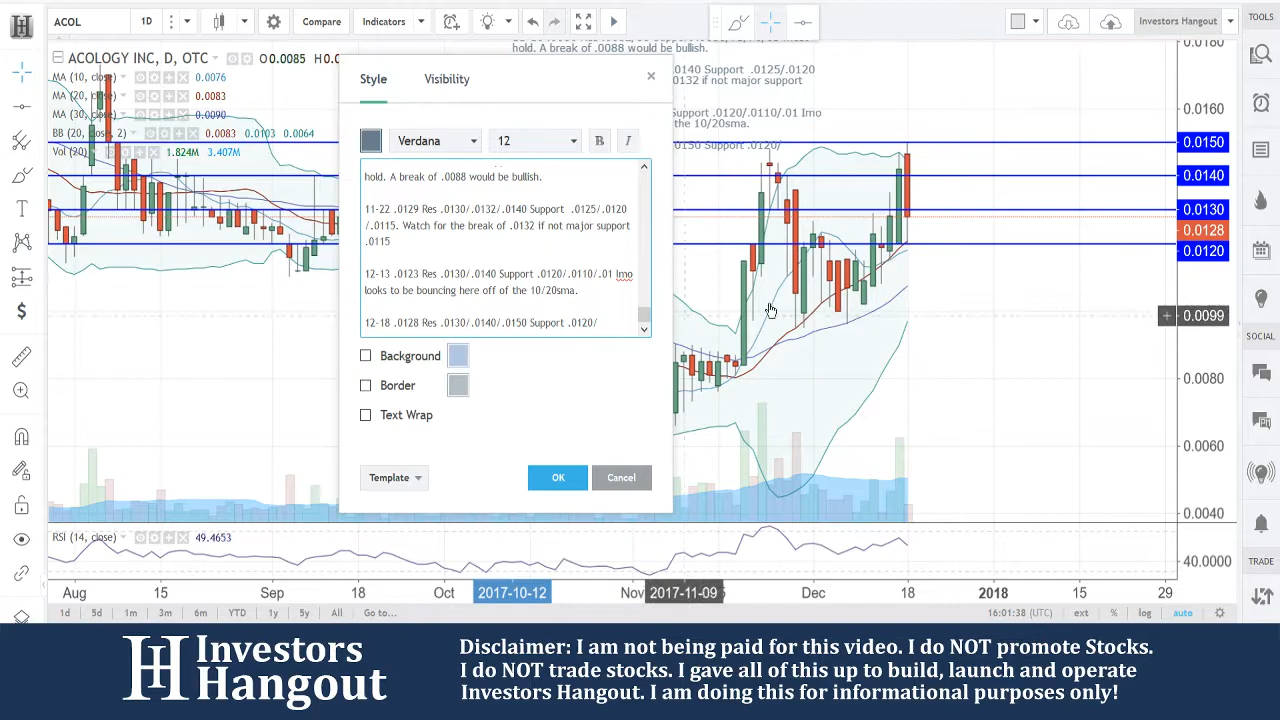 ACOL
1D
Compare
Indicators
Investors Hangout
TOOLS
hold. A break of .0088 would be bullish.
ACOLOGY INC, D, OTC
O0.0085 H0.0
MA (10, close) 0.0076
MA (20, close) 0.0083
MA (30, close) 0.0090
BB (20, close, 2) 0.0083 0.0103 0.0064
Vol (20) 1.824M 3.407M
Style
Visibility
×
Verdana
12
B
I
hold. A break of .0088 would be bullish.
11-22 .0129 Res .0130/.0132/.0140 Support .0125/.0120
/.0115. Watch for the break of .0132 if not major support
.0115
12-13 .0123 Res .0130/.0140 Support .0120/.0110/.01 Imo
looks to be bouncing here off of the 10/20sma.
12-18 .0128 Res .0130/.0140/.0150 Support .0120/
Background
Border
Text Wrap
Template
OK
Cancel
.0140 Support .0125/.0120
.0132 if not major support
Support .0120/.0110/.01 Imo
the 10/20sma.
.0150 Support .0120/
0.0180
0.0160
0.0150
0.0140
0.0130
0.0128
0.0120
0.0099
0.0080
0.0060
0.0040
40.0000
SOCIAL
TRADE
RSI (14, close) 49.4653
Aug
15
Sep
18
Oct
2017-10-12
Nov
2017-11-09
Dec
18
2018
15
29
1d
5d
1m
3m
6m
YTD
1y
5y
All
Go to...
16:01:38 (UTC)
ext
%
log
auto
Investors
Hangout
Disclaimer: I am not being paid for this video. I do NOT promote Stocks.
I do NOT trade stocks. I gave all of this up to build, launch and operate
Investors Hangout. I am doing this for informational purposes only!